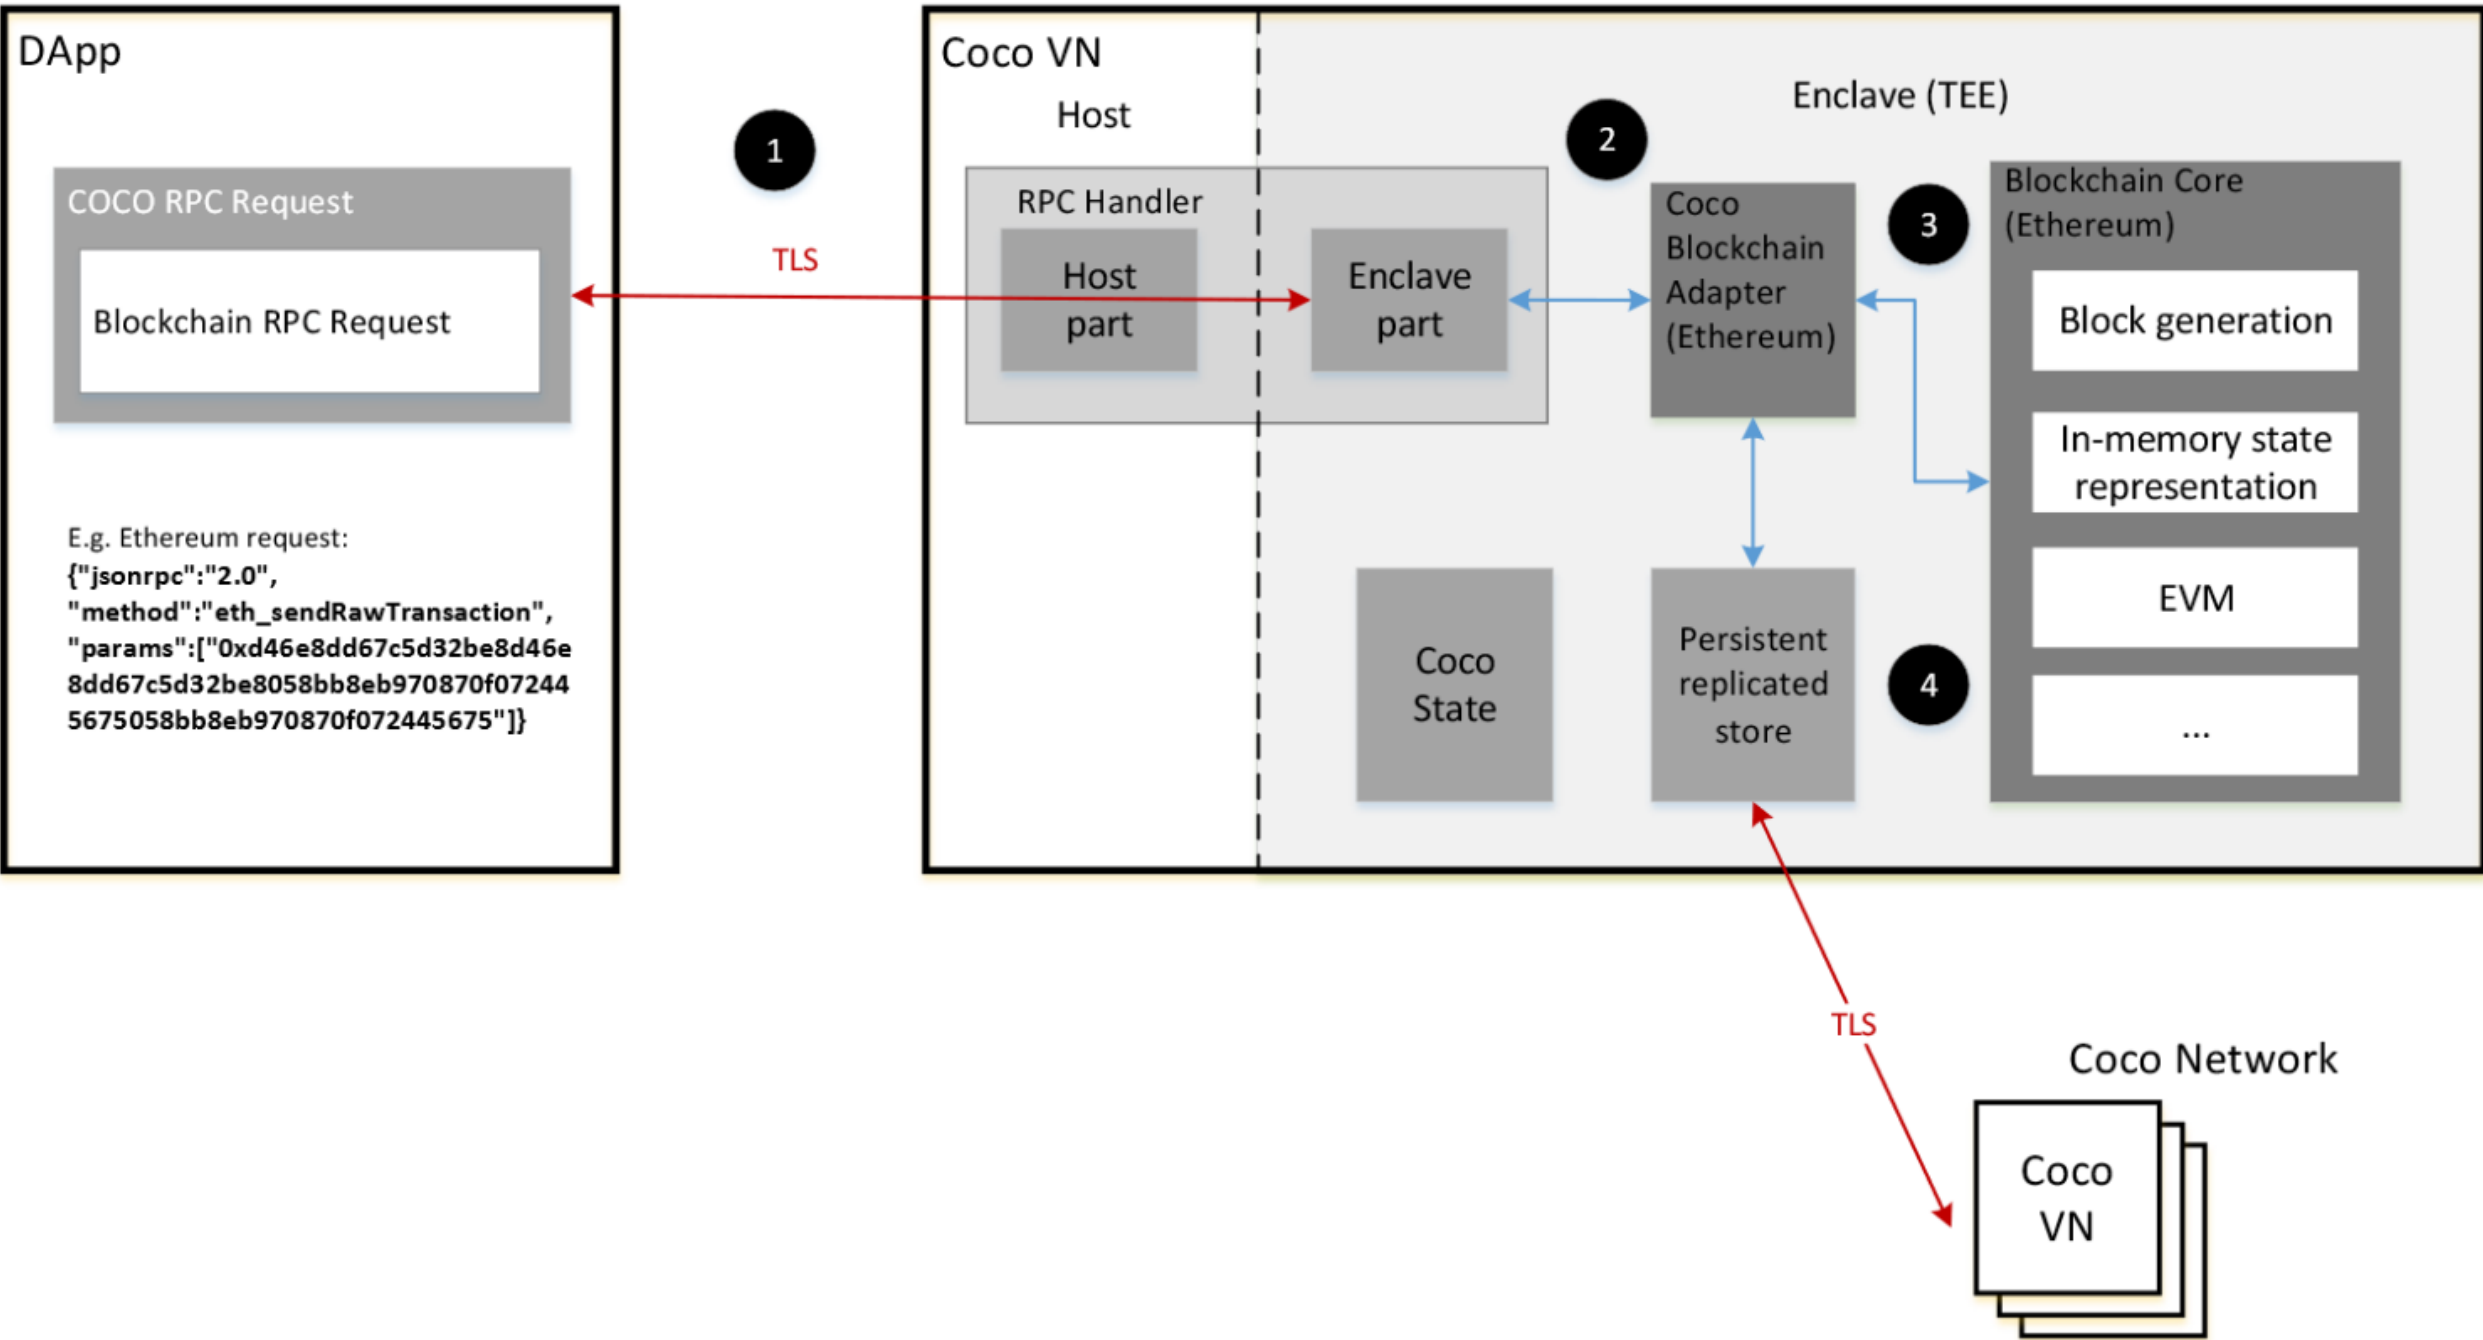 DApp
COCO RPC Request
Blockchain RPC Request
E.g. Ethereum request:
{"jsonrpc":"2.0",
"method":"eth_sendRawTransaction",
"params":["0xd46e8dd67c5d32be8d46e
8dd67c5d32be8058bb8eb970870f07244
5675058bb8eb970870f072445675"]}
1
TLS
Coco VN
Host
RPC Handler
Host
part
Enclave
part
Enclave (TEE)
2
Coco
Blockchain
Adapter
(Ethereum)
3
Blockchain Core
(Ethereum)
Block generation
In-memory state
representation
EVM
...
Coco
State
Persistent
replicated
store
4
TLS
Coco Network
Coco
VN